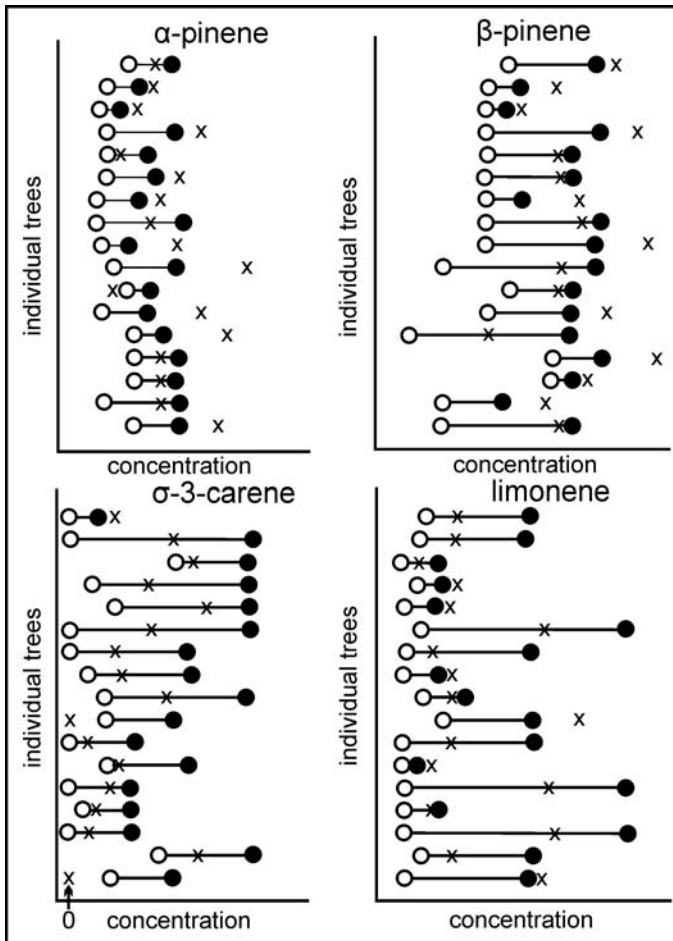 α-pinene
β-pinene
individual trees
individual trees
concentration
concentration
σ-3-carene
limonene
individual trees
individual trees
0
concentration
concentration